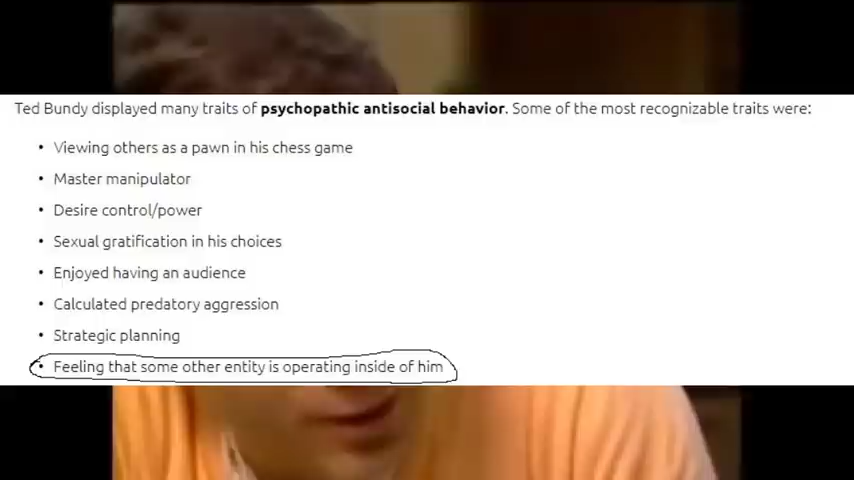 Ted Bundy displayed many traits of psychopathic antisocial behavior. Some of the most recognizable traits were:
• Viewing others as a pawn in his chess game
• Master manipulator
• Desire control/power
• Sexual gratification in his choices
• Enjoyed having an audience
• Calculated predatory aggression
• Strategic planning
• Feeling that some other entity is operating inside of him